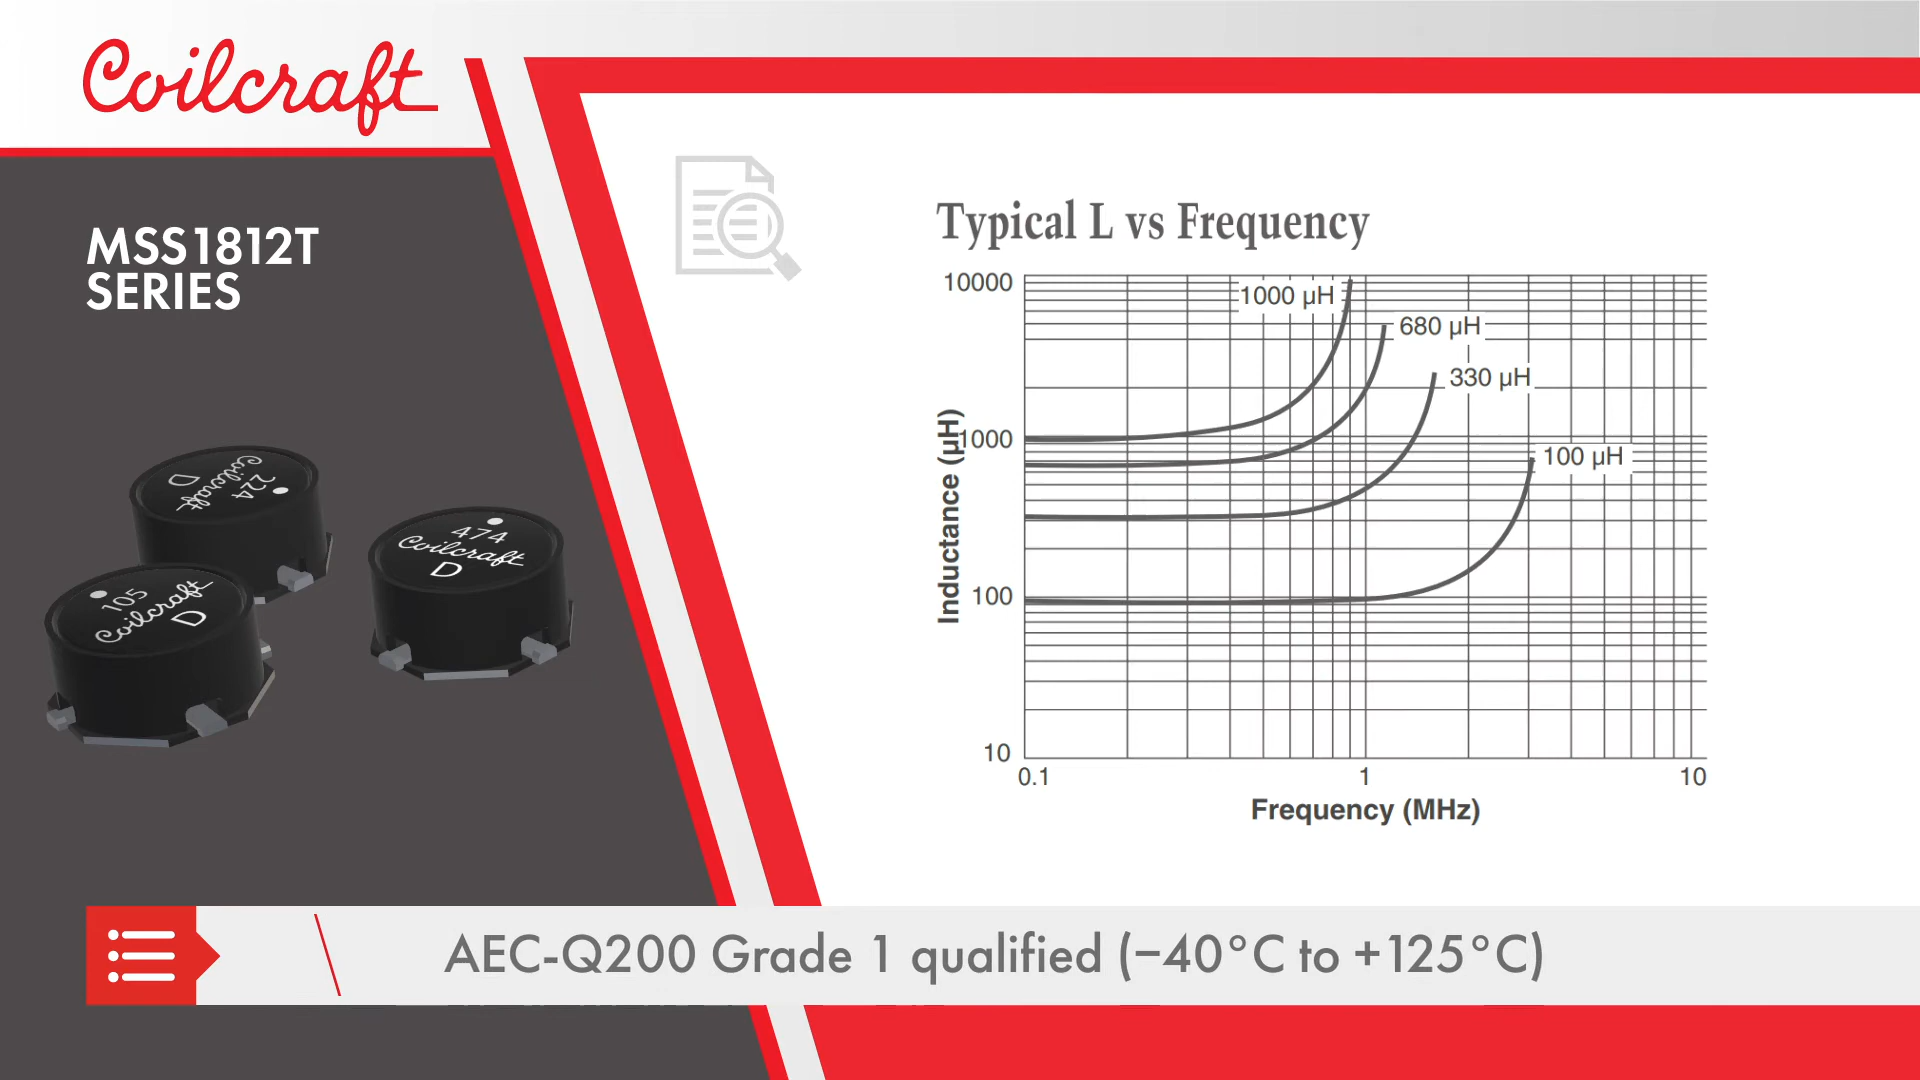 Coilcraft
MSS1812T
SERIES
224
Coilcraft
D
105
Coilcraft
D
474
Coilcraft
D
Typical L vs Frequency
10000
1000
100
10
Inductance (µH)
1000 µH
680 µH
330 µH
100 µH
0.1
1
10
Frequency (MHz)
AEC-Q200 Grade 1 qualified (−40°C to +125°C)